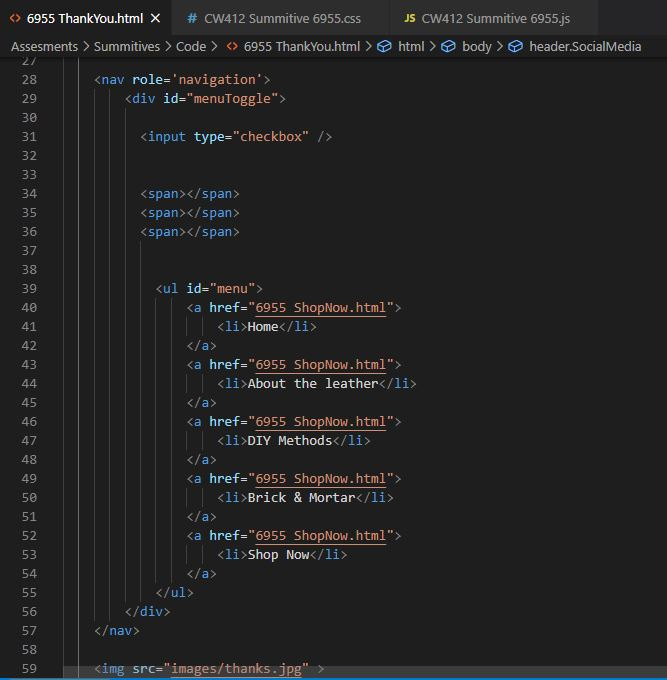 6955 ThankYou.html × # CW412 Summitive 6955.css JS CW412 Summitive 6955.js
Assesments > Summitives > Code > <> 6955 ThankYou.html > html > body > header.SocialMedia
27
28 <nav role='navigation'>
29 <div id="menuToggle">
30
31 <input type="checkbox" />
32
33
34 <span></span>
35 <span></span>
36 <span></span>
37
38
39 <ul id="menu">
40 <a href="6955 ShopNow.html">
41 <li>Home</li>
42 </a>
43 <a href="6955 ShopNow.html">
44 <li>About the leather</li>
45 </a>
46 <a href="6955 ShopNow.html">
47 <li>DIY Methods</li>
48 </a>
49 <a href="6955 ShopNow.html">
50 <li>Brick & Mortar</li>
51 </a>
52 <a href="6955 ShopNow.html">
53 <li>Shop Now</li>
54 </a>
55 </ul>
56 </div>
57 </nav>
58
59 <img src="images/thanks.jpg" >